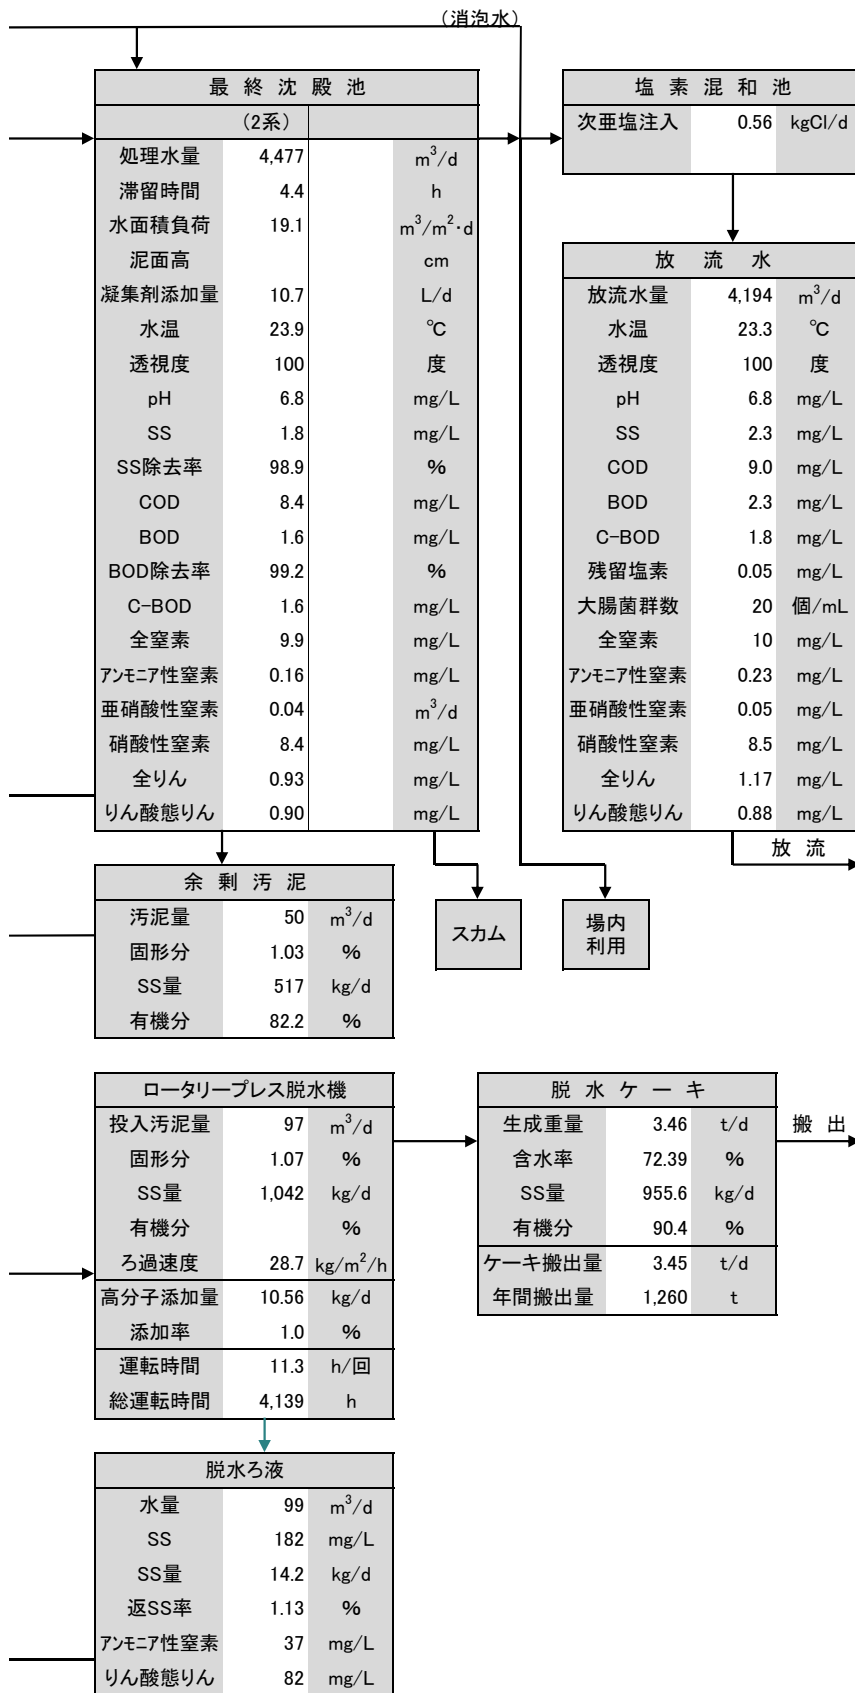 (消泡水)
最 終 沈 殿 池
(2系)
処理水量 4,477 m³/d
滞留時間 4.4 h
水面積負荷 19.1 m³/m²・d
泥面高 cm
凝集剤添加量 10.7 L/d
水温 23.9 ℃
透視度 100 度
pH 6.8 mg/L
SS 1.8 mg/L
SS除去率 98.9 %
COD 8.4 mg/L
BOD 1.6 mg/L
BOD除去率 99.2 %
C-BOD 1.6 mg/L
全窒素 9.9 mg/L
アンモニア性窒素 0.16 mg/L
亜硝酸性窒素 0.04 m³/d
硝酸性窒素 8.4 mg/L
全りん 0.93 mg/L
りん酸態りん 0.90 mg/L
塩 素 混 和 池
次亜塩注入 0.56 kgCl/d
放 流 水
放流水量 4,194 m³/d
水温 23.3 ℃
透視度 100 度
pH 6.8 mg/L
SS 2.3 mg/L
COD 9.0 mg/L
BOD 2.3 mg/L
C-BOD 1.8 mg/L
残留塩素 0.05 mg/L
大腸菌群数 20 個/mL
全窒素 10 mg/L
アンモニア性窒素 0.23 mg/L
亜硝酸性窒素 0.05 mg/L
硝酸性窒素 8.5 mg/L
全りん 1.17 mg/L
りん酸態りん 0.88 mg/L
放 流
余 剰 汚 泥
汚泥量 50 m³/d
固形分 1.03 %
SS量 517 kg/d
有機分 82.2 %
スカム
場内
利用
ロータリープレス脱水機
投入汚泥量 97 m³/d
固形分 1.07 %
SS量 1,042 kg/d
有機分 %
ろ過速度 28.7 kg/m²/h
高分子添加量 10.56 kg/d
添加率 1.0 %
運転時間 11.3 h/回
総運転時間 4,139 h
脱 水 ケ ー キ
生成重量 3.46 t/d
含水率 72.39 %
SS量 955.6 kg/d
有機分 90.4 %
ケーキ搬出量 3.45 t/d
年間搬出量 1,260 t
搬 出
脱水ろ液
水量 99 m³/d
SS 182 mg/L
SS量 14.2 kg/d
返SS率 1.13 %
アンモニア性窒素 37 mg/L
りん酸態りん 82 mg/L